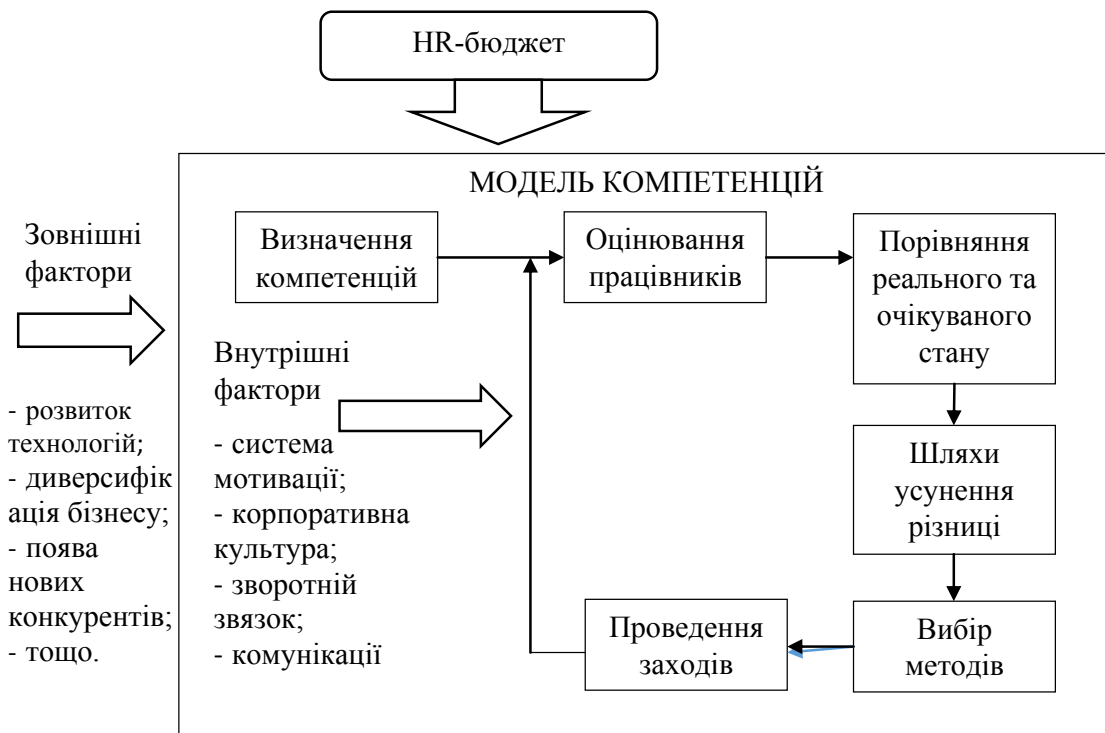 HR-бюджет
МОДЕЛЬ КОМПЕТЕНЦІЙ
Зовнішні
фактори
- розвиток
технологій;
- диверсифік
ація бізнесу;
- поява
нових
конкурентів;
- тощо.
Визначення
компетенцій
Оцінювання
працівників
Порівняння
реального та
очікуваного
стану
Внутрішні
фактори
- система
мотивації;
- корпоративна
культура;
- зворотній
звязок;
- комунікації
Шляхи
усунення
різниці
Вибір
методів
Проведення
заходів